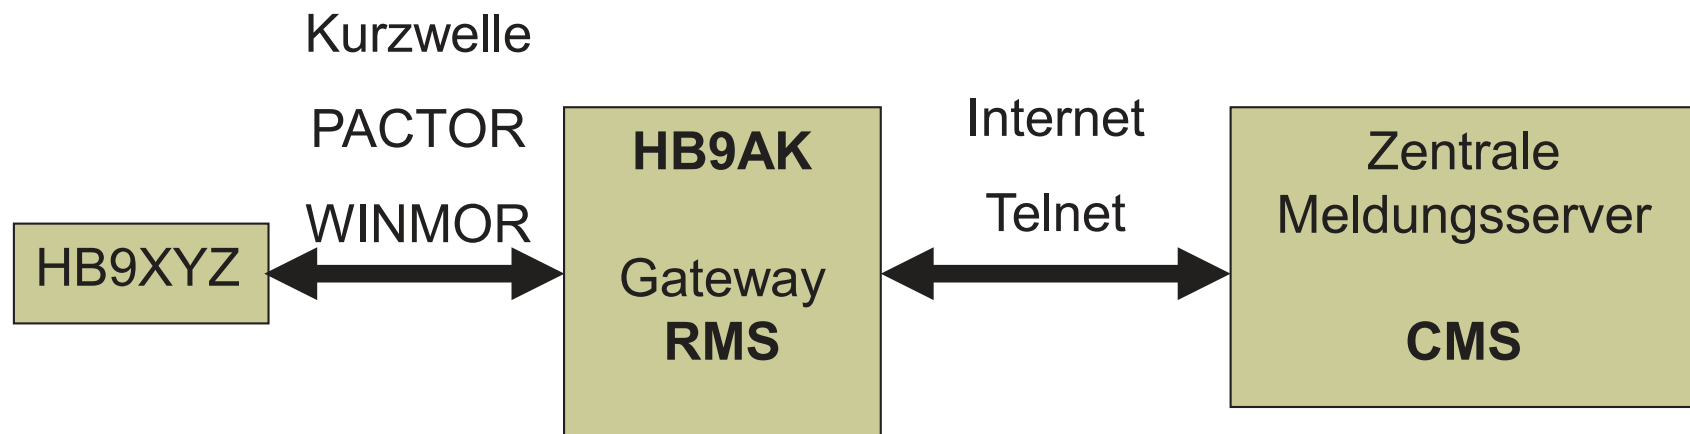 Kurzwelle
PACTOR
WINMOR
HB9XYZ
HB9AK
Gateway
RMS
Internet
Telnet
Zentrale
Meldungsserver
CMS